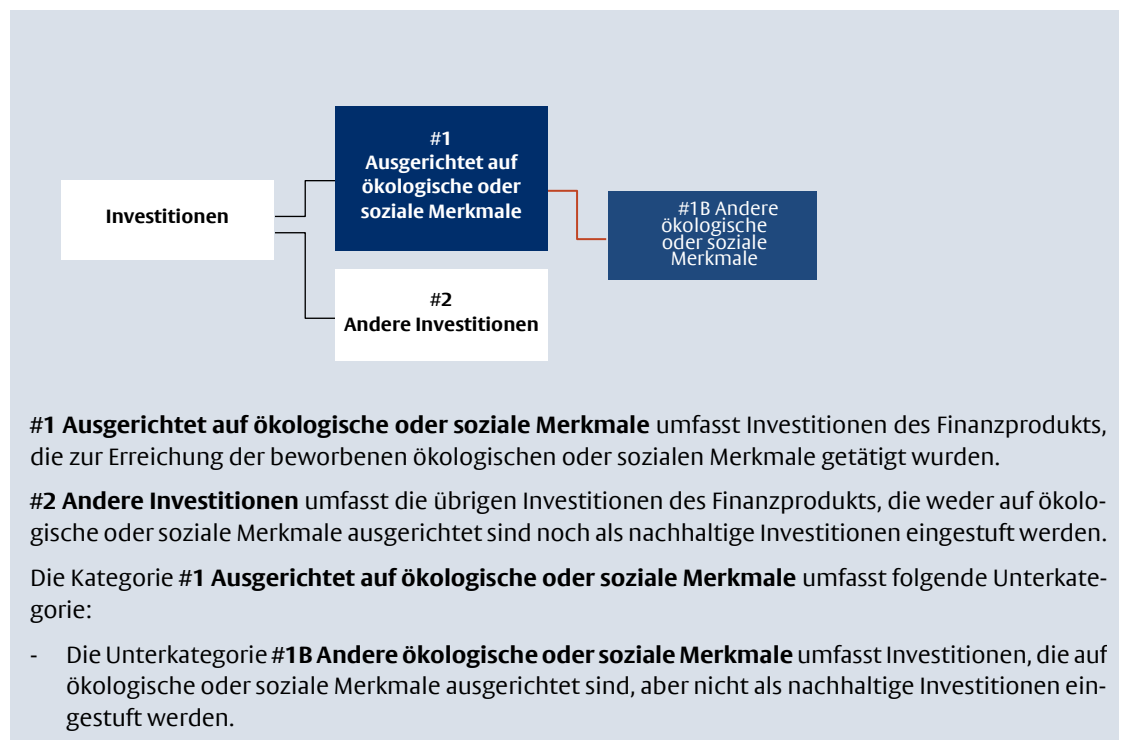 #1
Ausgerichtet auf
ökologische oder
soziale Merkmale
Investitionen
#1B Andere
ökologische
oder soziale
Merkmale
#2
Andere Investitionen
#1 Ausgerichtet auf ökologische oder soziale Merkmale umfasst Investitionen des Finanzprodukts,
die zur Erreichung der beworbenen ökologischen oder sozialen Merkmale getätigt wurden.
#2 Andere Investitionen umfasst die übrigen Investitionen des Finanzprodukts, die weder auf ökolo-
gische oder soziale Merkmale ausgerichtet sind noch als nachhaltige Investitionen eingestuft werden.
Die Kategorie #1 Ausgerichtet auf ökologische oder soziale Merkmale umfasst folgende Unterkate-
gorie:
- Die Unterkategorie #1B Andere ökologische oder soziale Merkmale umfasst Investitionen, die auf
ökologische oder soziale Merkmale ausgerichtet sind, aber nicht als nachhaltige Investitionen ein-
gestuft werden.